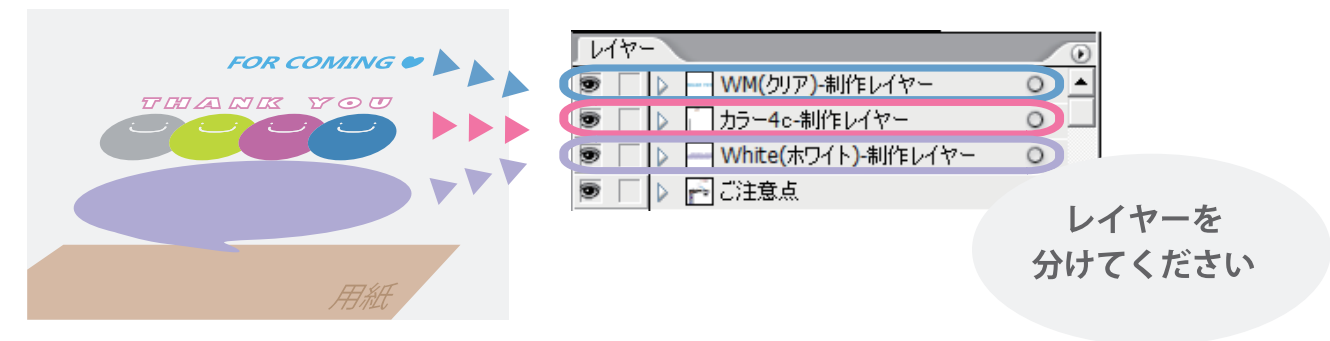 FOR COMING
THANK YOU
用紙
レイヤー
WM(クリア)-制作レイヤー
カラー4c-制作レイヤー
White(ホワイト)-制作レイヤー
ご注意点
レイヤーを
分けてください